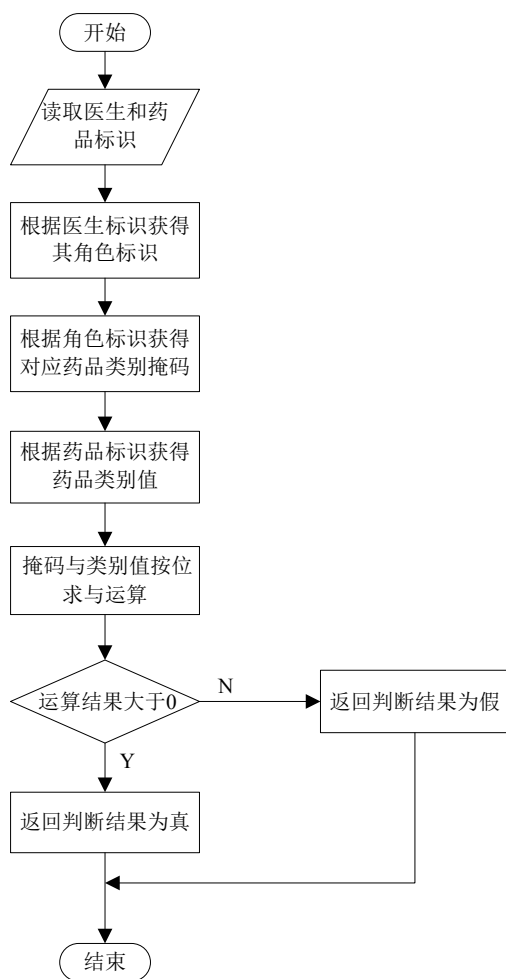 开始
读取医生和药
品标识
根据医生标识获得
其角色标识
根据角色标识获得
对应药品类别掩码
根据药品标识获得
药品类别值
掩码与类别值按位
求与运算
运算结果大于0
N
返回判断结果为假
Y
返回判断结果为真
结束